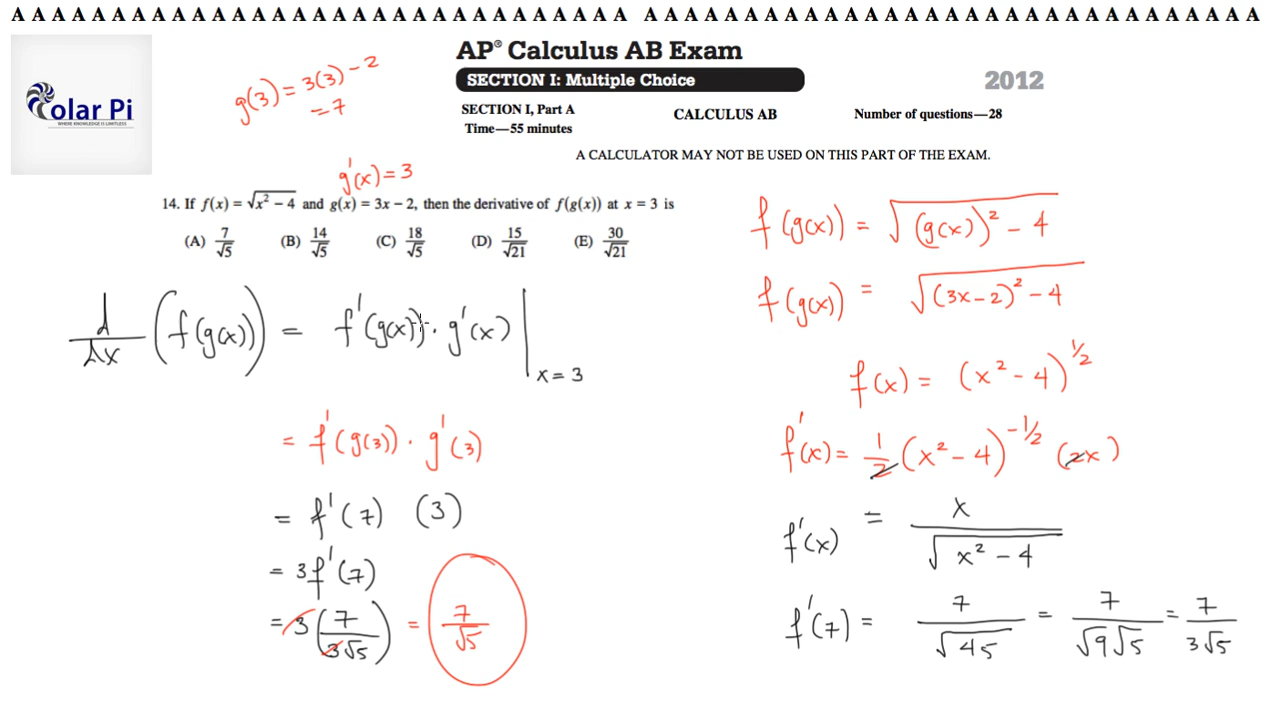 A A A A A A A A A A A A A A A A A A A A A A A A A A A A A A A A A A A A A A A A A A A A A A A A A A A A A A A A A A A A
olar Pi
WHERE KNOWLEDGE IS LIMITLESS
AP® Calculus AB Exam
SECTION I: Multiple Choice
2012
SECTION I, Part A
Time—55 minutes
CALCULUS AB
Number of questions—28
A CALCULATOR MAY NOT BE USED ON THIS PART OF THE EXAM.
g(3) = 3(3) - 2
= 7
g'(x) = 3
14. If f(x) = √(x² − 4) and g(x) = 3x − 2, then the derivative of f(g(x)) at x = 3 is
(A) 7/√5 (B) 14/√5 (C) 18/√5 (D) 15/√21 (E) 30/√21
d/dx (f(g(x))) = f'(g(x)) · g'(x) | x = 3
= f'(g(3)) · g'(3)
= f'(7) (3)
= 3f'(7)
= 3(7/3√5) = 7/√5
f(g(x)) = √((g(x))² - 4)
f(g(x)) = √((3x-2)² - 4)
f(x) = (x² - 4)^1/2
f'(x) = 1/2 (x² - 4)^-1/2 (2x)
f'(x) = x/√(x² - 4)
f'(7) = 7/√45 = 7/√9√5 = 7/3√5